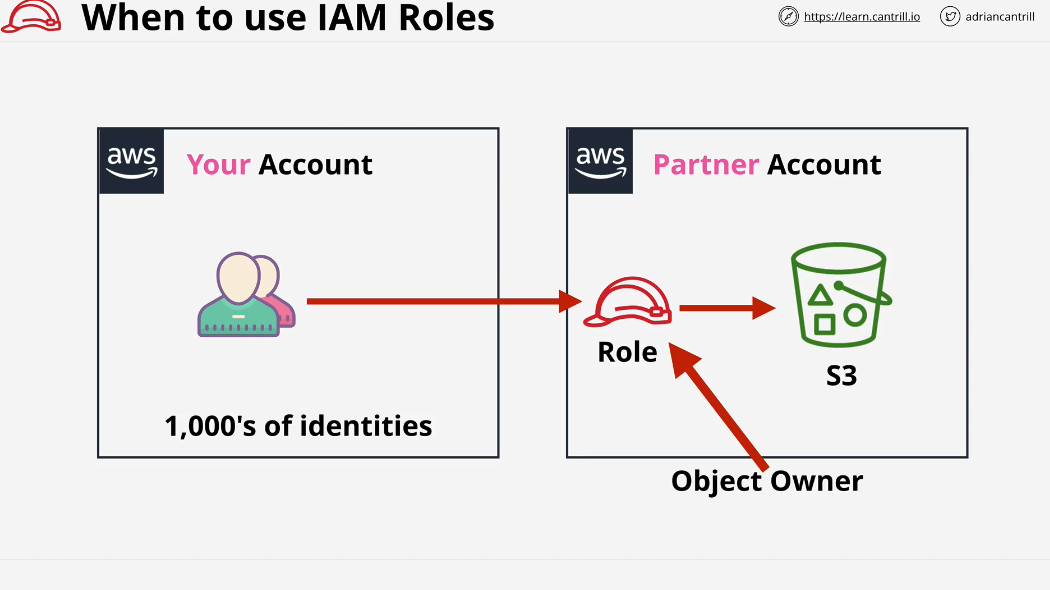 When to use IAM Roles
https://learn.cantrill.io
adriancantrill
aws
Your Account
aws
Partner Account
Role
S3
1,000's of identities
Object Owner